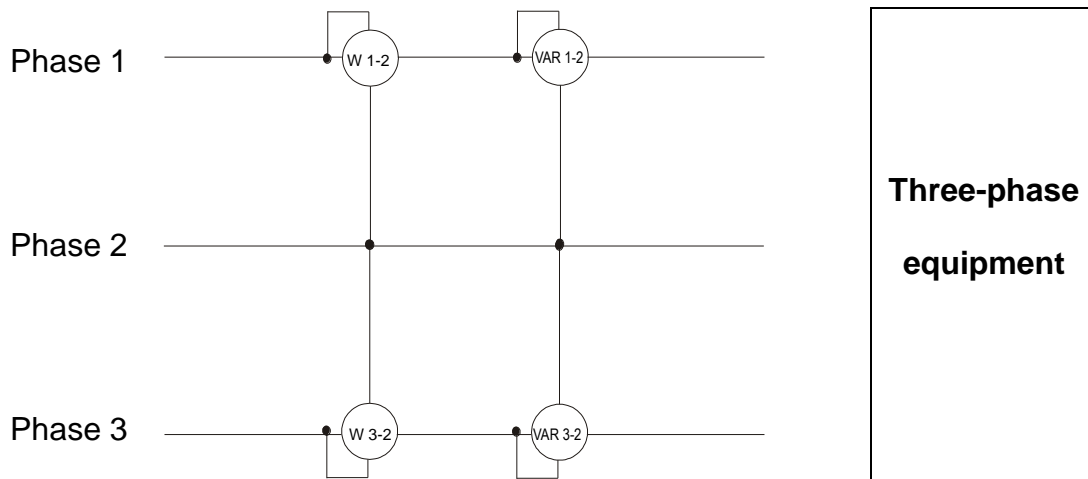 Phase 1
W 1-2
VAR 1-2
Three-phase
equipment
Phase 2
Phase 3
W 3-2
VAR 3-2